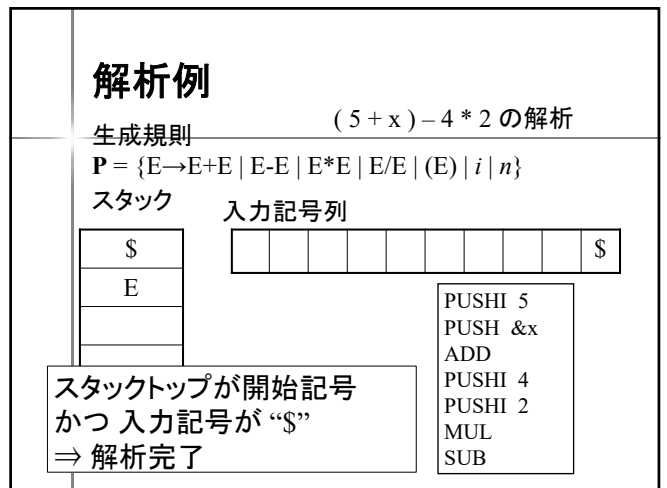 解析例
( 5 + x ) – 4 * 2 の解析
生成規則
P = {E→E+E | E-E | E*E | E/E | (E) | i | n}
スタック
入力記号列
$
$
E
PUSHI 5
PUSH &x
ADD
PUSHI 4
PUSHI 2
MUL
SUB
スタックトップが開始記号
かつ 入力記号が “$”
⇒ 解析完了